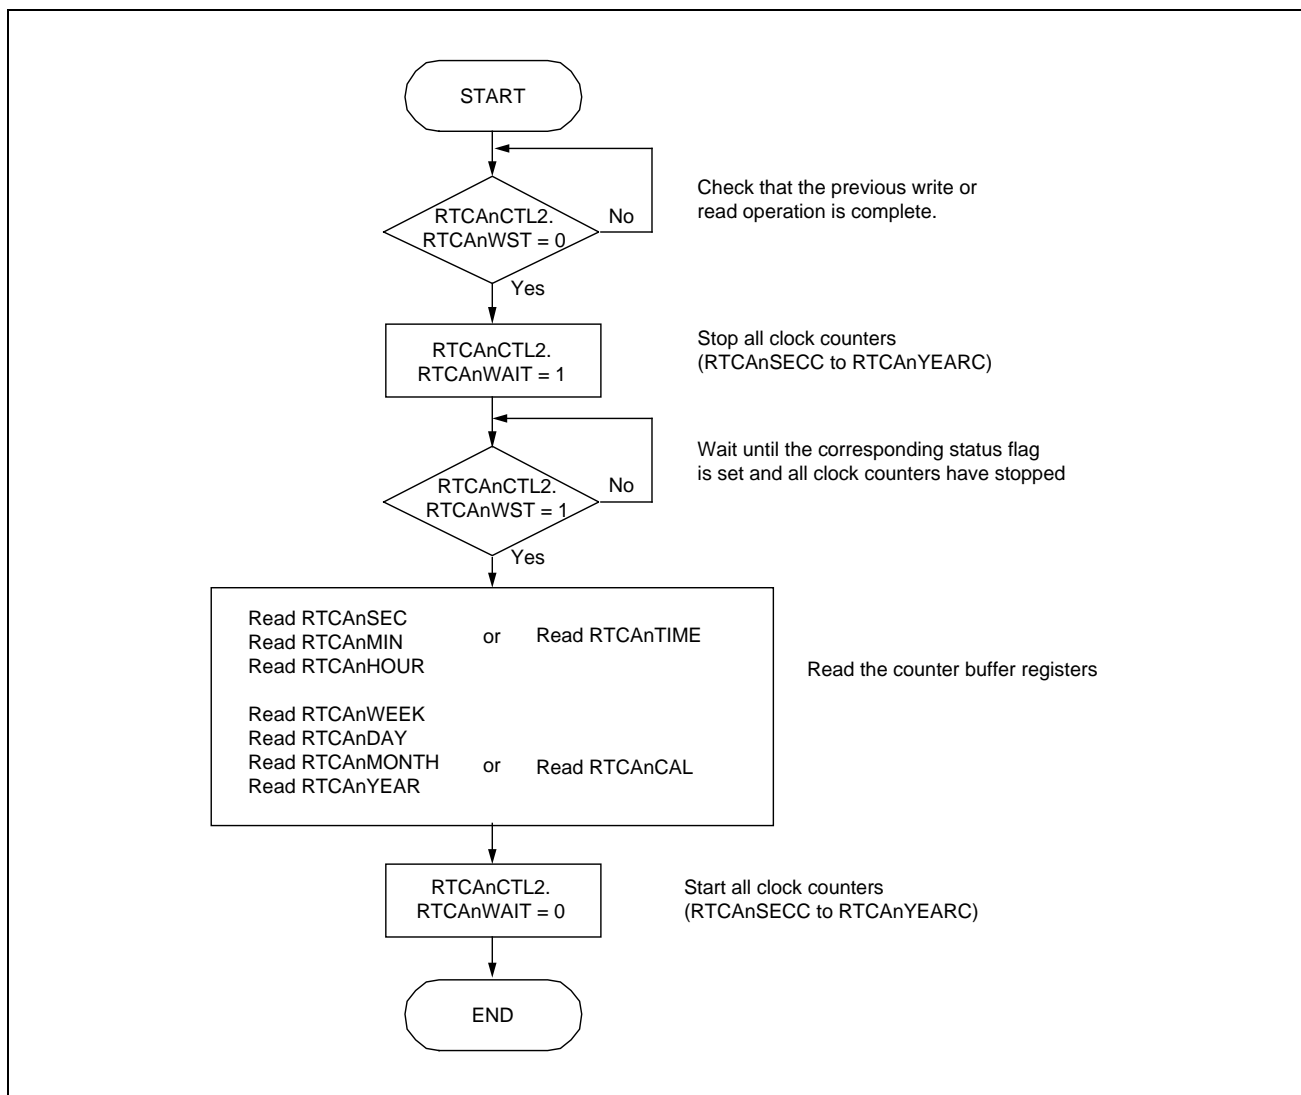 START
RTCAnCTL2.
RTCAnWST = 0
No
Yes
Check that the previous write or
read operation is complete.
RTCAnCTL2.
RTCAnWAIT = 1
Stop all clock counters
(RTCAnSECC to RTCAnYEARC)
RTCAnCTL2.
RTCAnWST = 1
No
Yes
Wait until the corresponding status flag
is set and all clock counters have stopped
Read RTCAnSEC
Read RTCAnMIN
Read RTCAnHOUR
or
Read RTCAnTIME
Read RTCAnWEEK
Read RTCAnDAY
Read RTCAnMONTH
Read RTCAnYEAR
or
Read RTCAnCAL
Read the counter buffer registers
RTCAnCTL2.
RTCAnWAIT = 0
Start all clock counters
(RTCAnSECC to RTCAnYEARC)
END